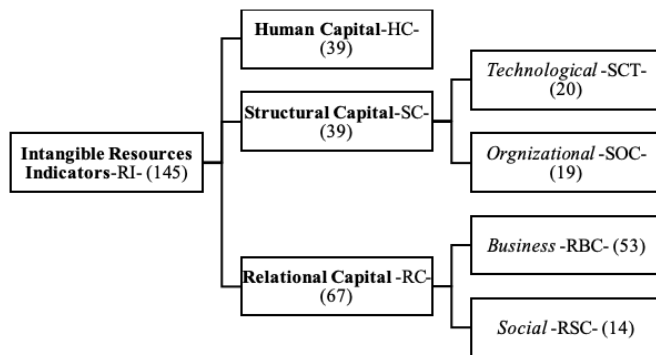 Human Capital-HC-
(39)
Technological -SCT-
(20)
Structural Capital-SC-
(39)
Intangible Resources
Indicators-RI- (145)
Orgnizational -SOC-
(19)
Business -RBC- (53)
Relational Capital -RC-
(67)
Social -RSC- (14)